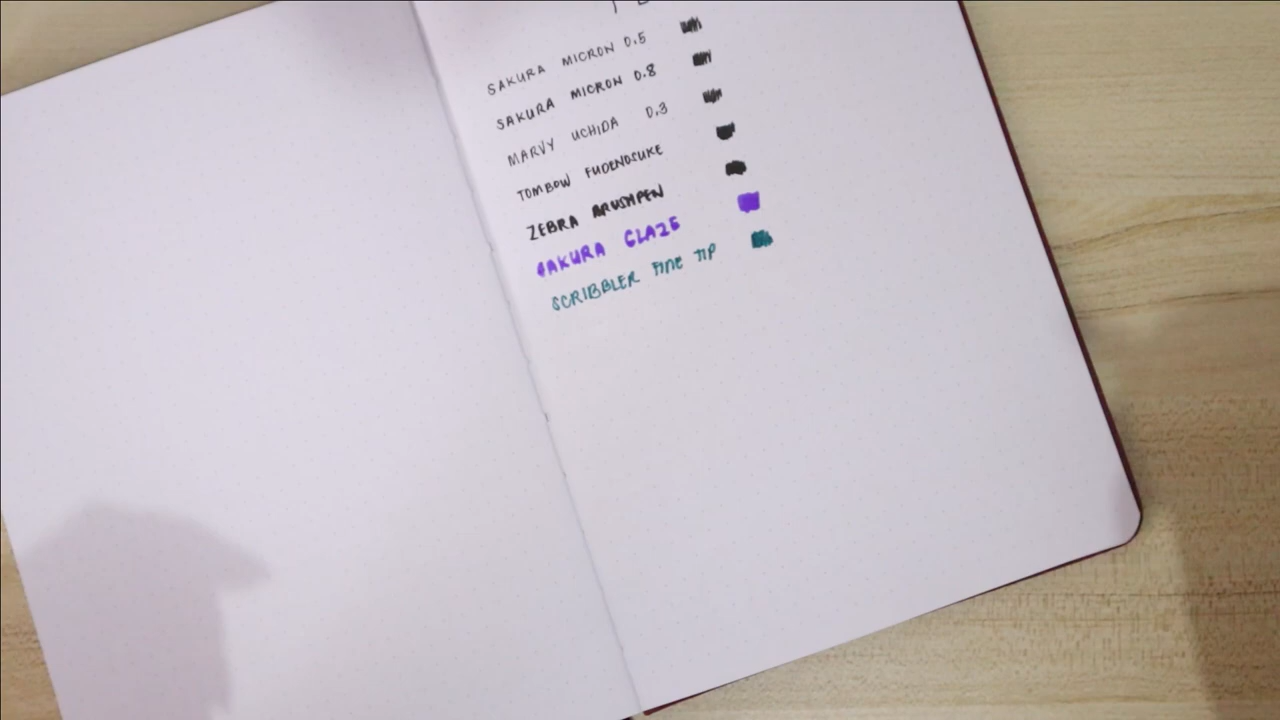 SAKURA MICRON 0.5
SAKURA MICRON 0.8
MARVY UCHIDA 0.3
TOMBOW FUDENOSUKE
ZEBRA BRUSHPEN
SAKURA GLAZE
SCRIBBLER FINE TIP